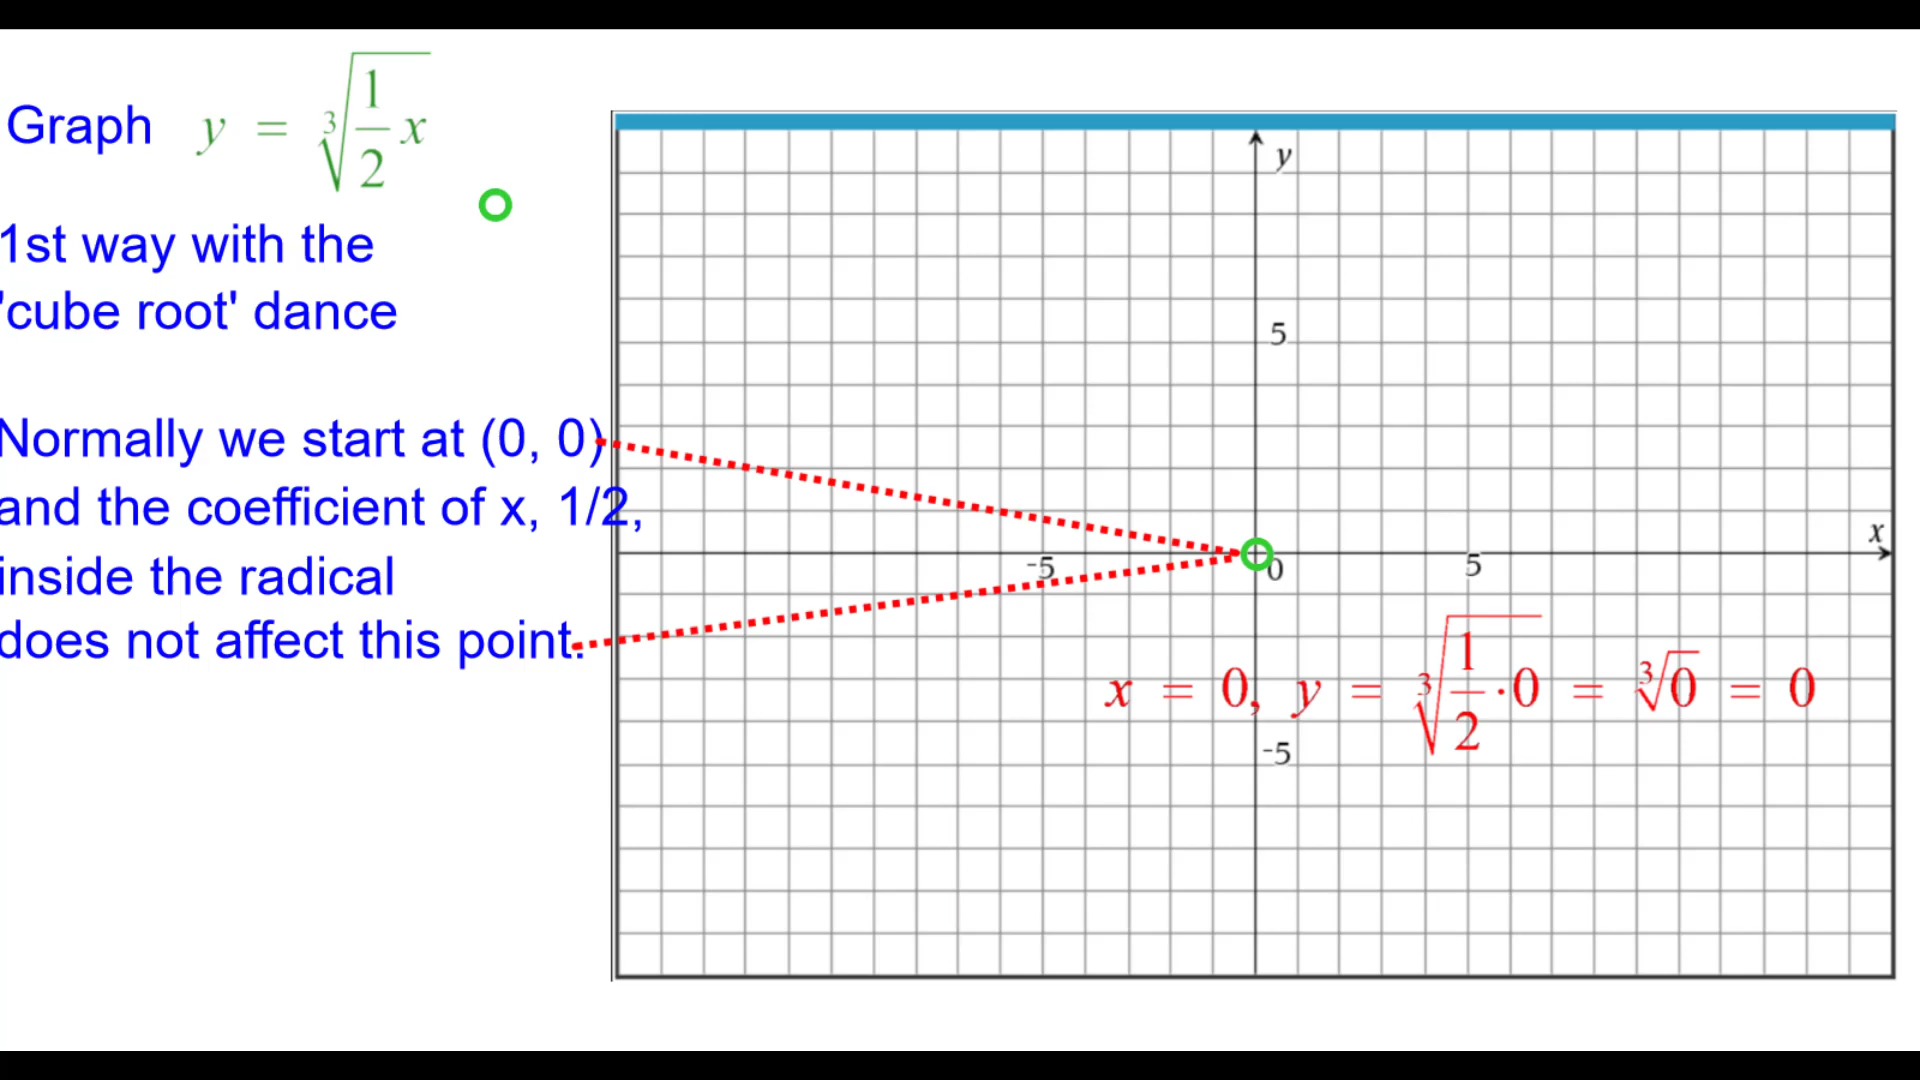 Graph y = ∛(1/2 x)
1st way with the
'cube root' dance
Normally we start at (0, 0)
and the coefficient of x, 1/2,
inside the radical
does not affect this point.
y
5
x
-5 0 5
x = 0, y = ∛(1/2 · 0) = ∛0 = 0
-5